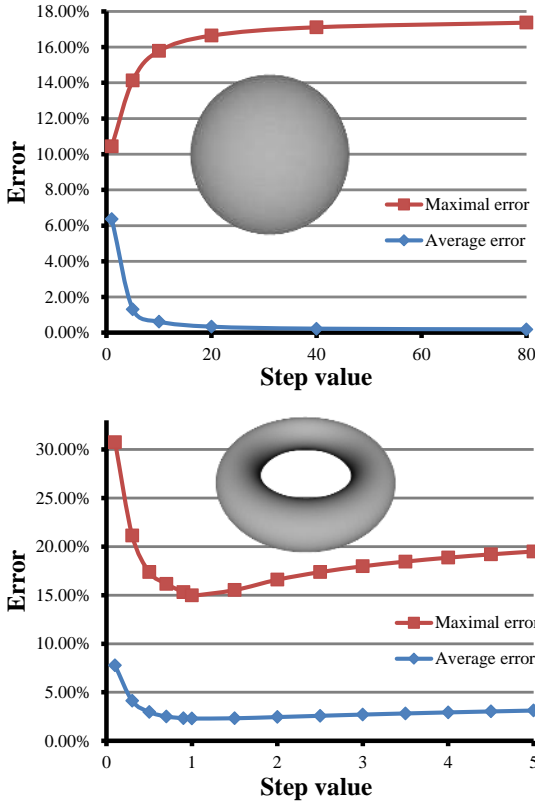 18.00%
16.00%
14.00%
12.00%
10.00%
8.00%
6.00%
4.00%
2.00%
0.00%
Error
Maximal error
Average error
0 20 40 60 80
Step value
30.00%
25.00%
20.00%
15.00%
10.00%
5.00%
0.00%
Error
Maximal error
Average error
0 1 2 3 4 5
Step value